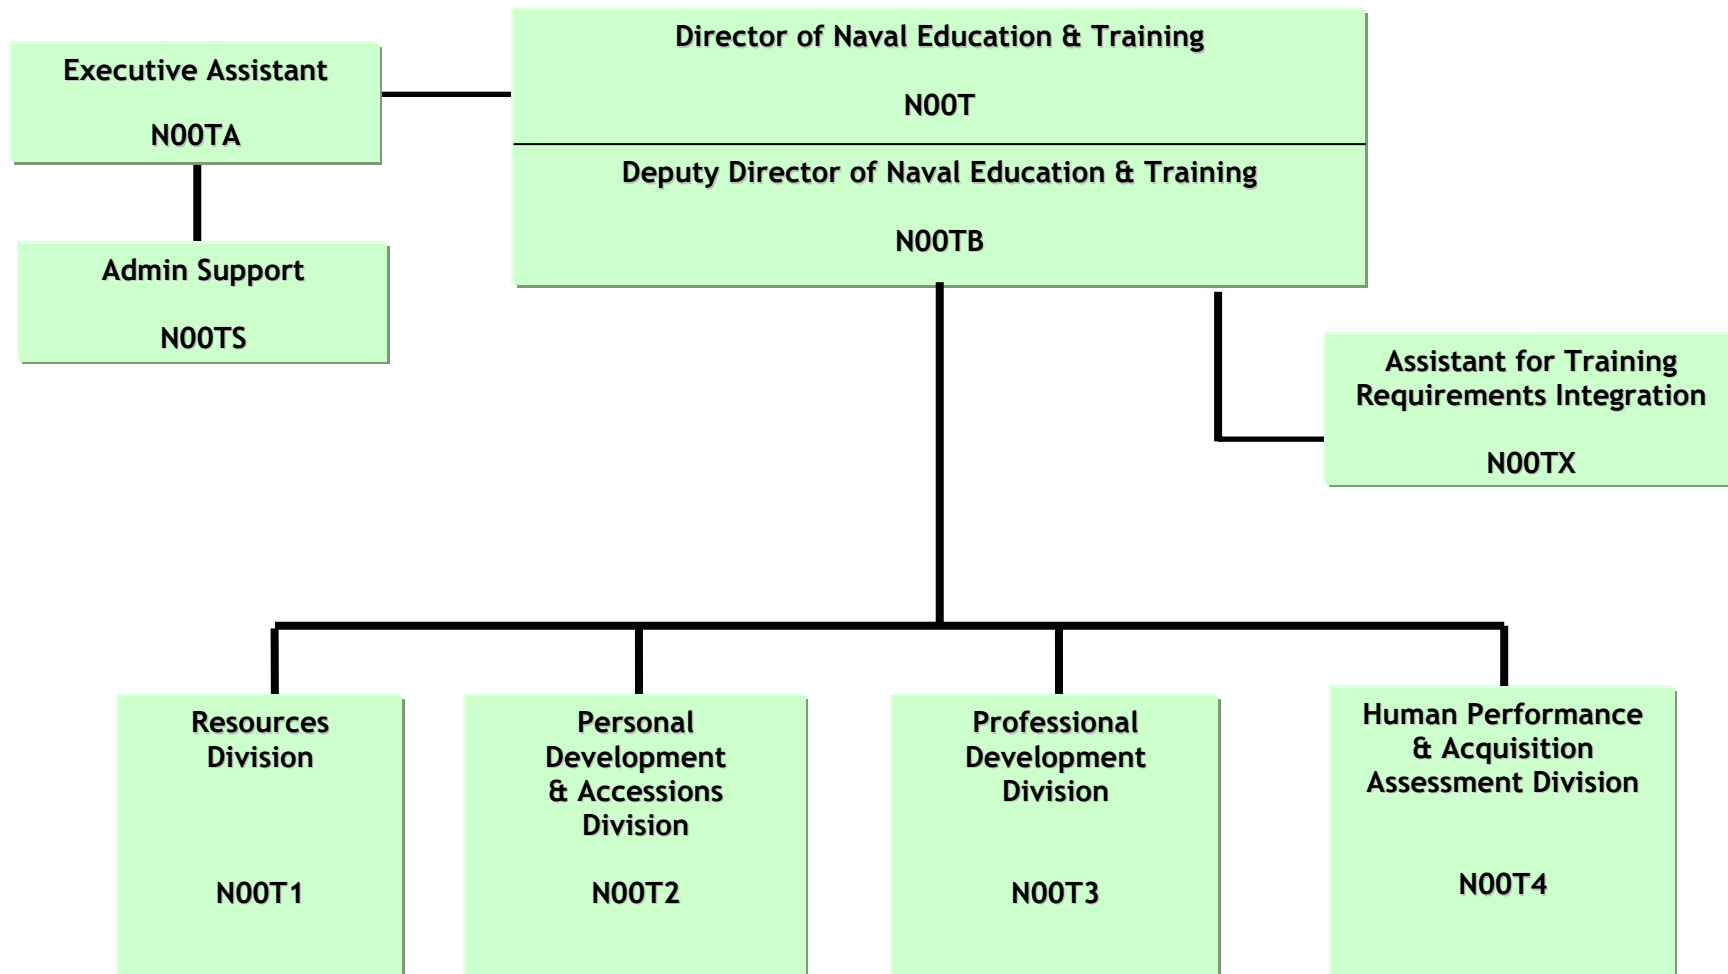 Director of Naval Education & Training
N00T
Deputy Director of Naval Education & Training
N00TB
Executive Assistant
N00TA
Admin Support
N00TS
Assistant for Training
Requirements Integration
N00TX
Resources
Division
N00T1
Personal
Development
& Accessions
Division
N00T2
Professional
Development
Division
N00T3
Human Performance
& Acquisition
Assessment Division
N00T4